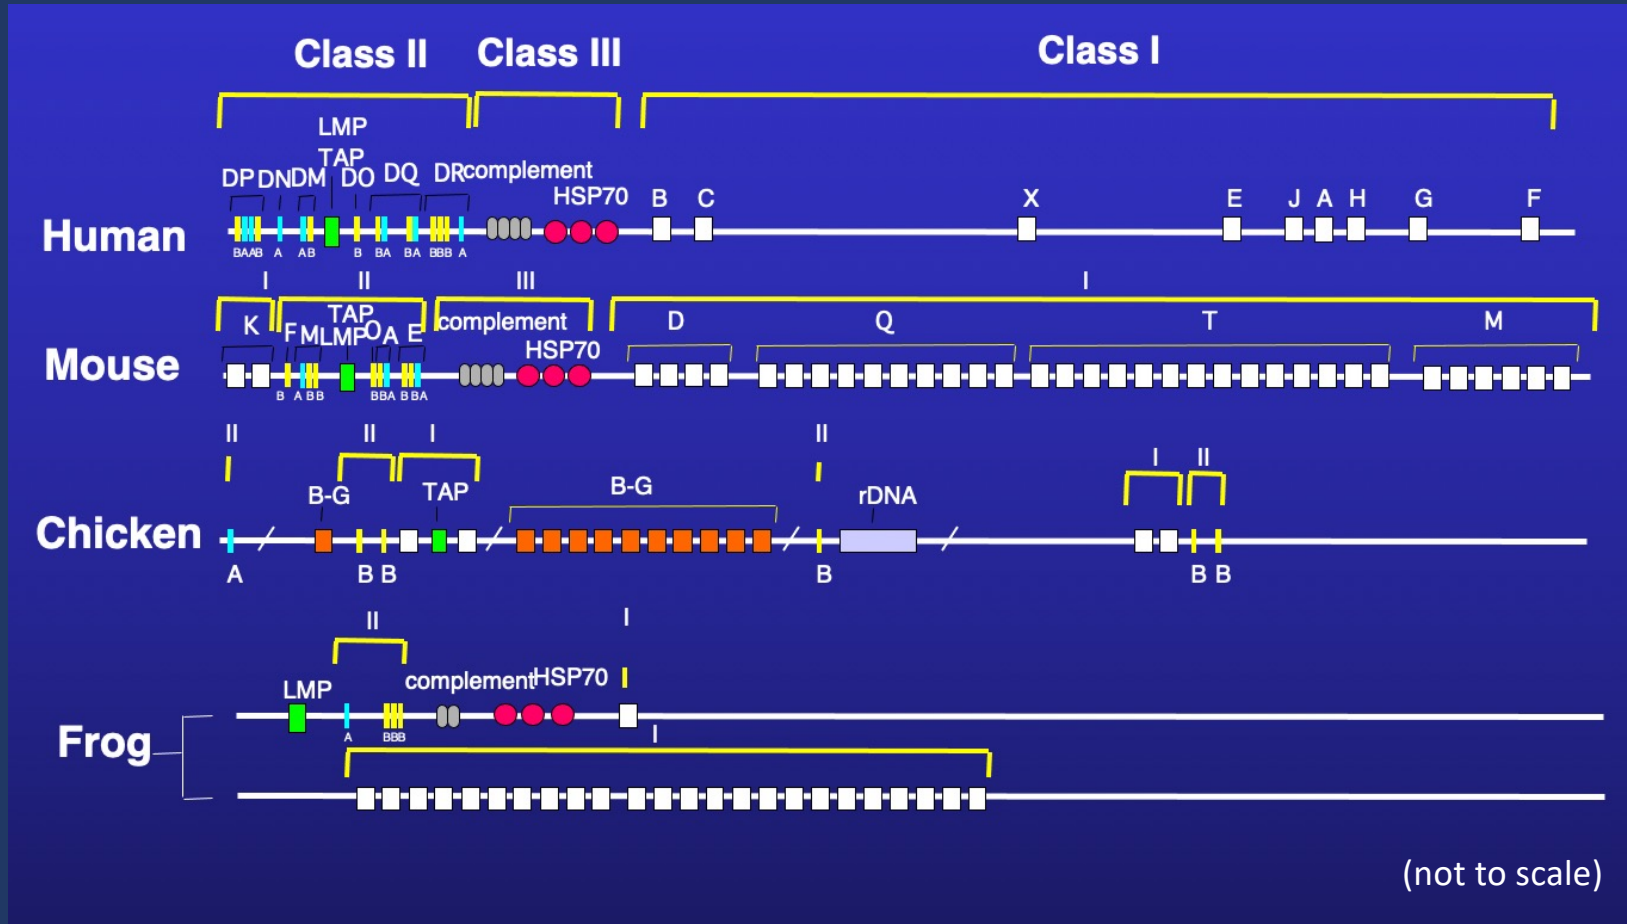 Class II Class III Class I
LMP
TAP
DP DN DM DO DQ DR complement
HSP70 B C X E J A H G F
Human
BAAB A AB B BA BA BBB A
I II III I
K F M TAP LMP O A E complement D Q T M
HSP70
Mouse
B A B B BBA B BA
II II I II
I II
B-G TAP B-G rDNA
Chicken
A B B B B B
II I
LMP complement HSP70
A BBB
I
Frog
(not to scale)